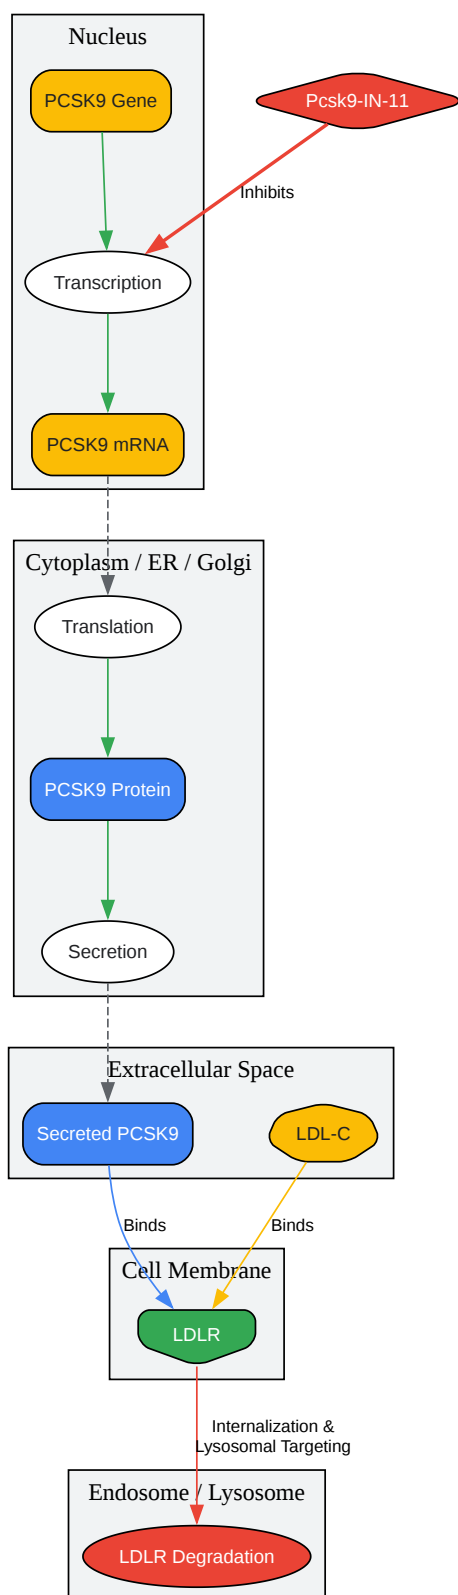 Nucleus
PCSK9 Gene
Pcsk9-IN-11
Inhibits
Transcription
PCSK9 mRNA
Cytoplasm / ER / Golgi
Translation
PCSK9 Protein
Secretion
Extracellular Space
Secreted PCSK9
LDL-C
Binds
Binds
Cell Membrane
LDLR
Internalization &
Lysosomal Targeting
Endosome / Lysosome
LDLR Degradation